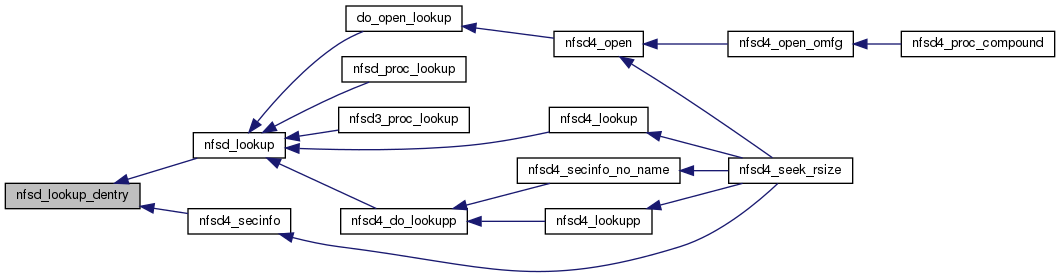 do_open_lookup
nfsd4_open
nfsd4_open_omfg
nfsd4_proc_compound
nfsd_proc_lookup
nfsd3_proc_lookup
nfsd4_lookup
nfsd_lookup
nfsd4_secinfo_no_name
nfsd4_seek_rsize
nfsd_lookup_dentry
nfsd4_secinfo
nfsd4_do_lookupp
nfsd4_lookupp